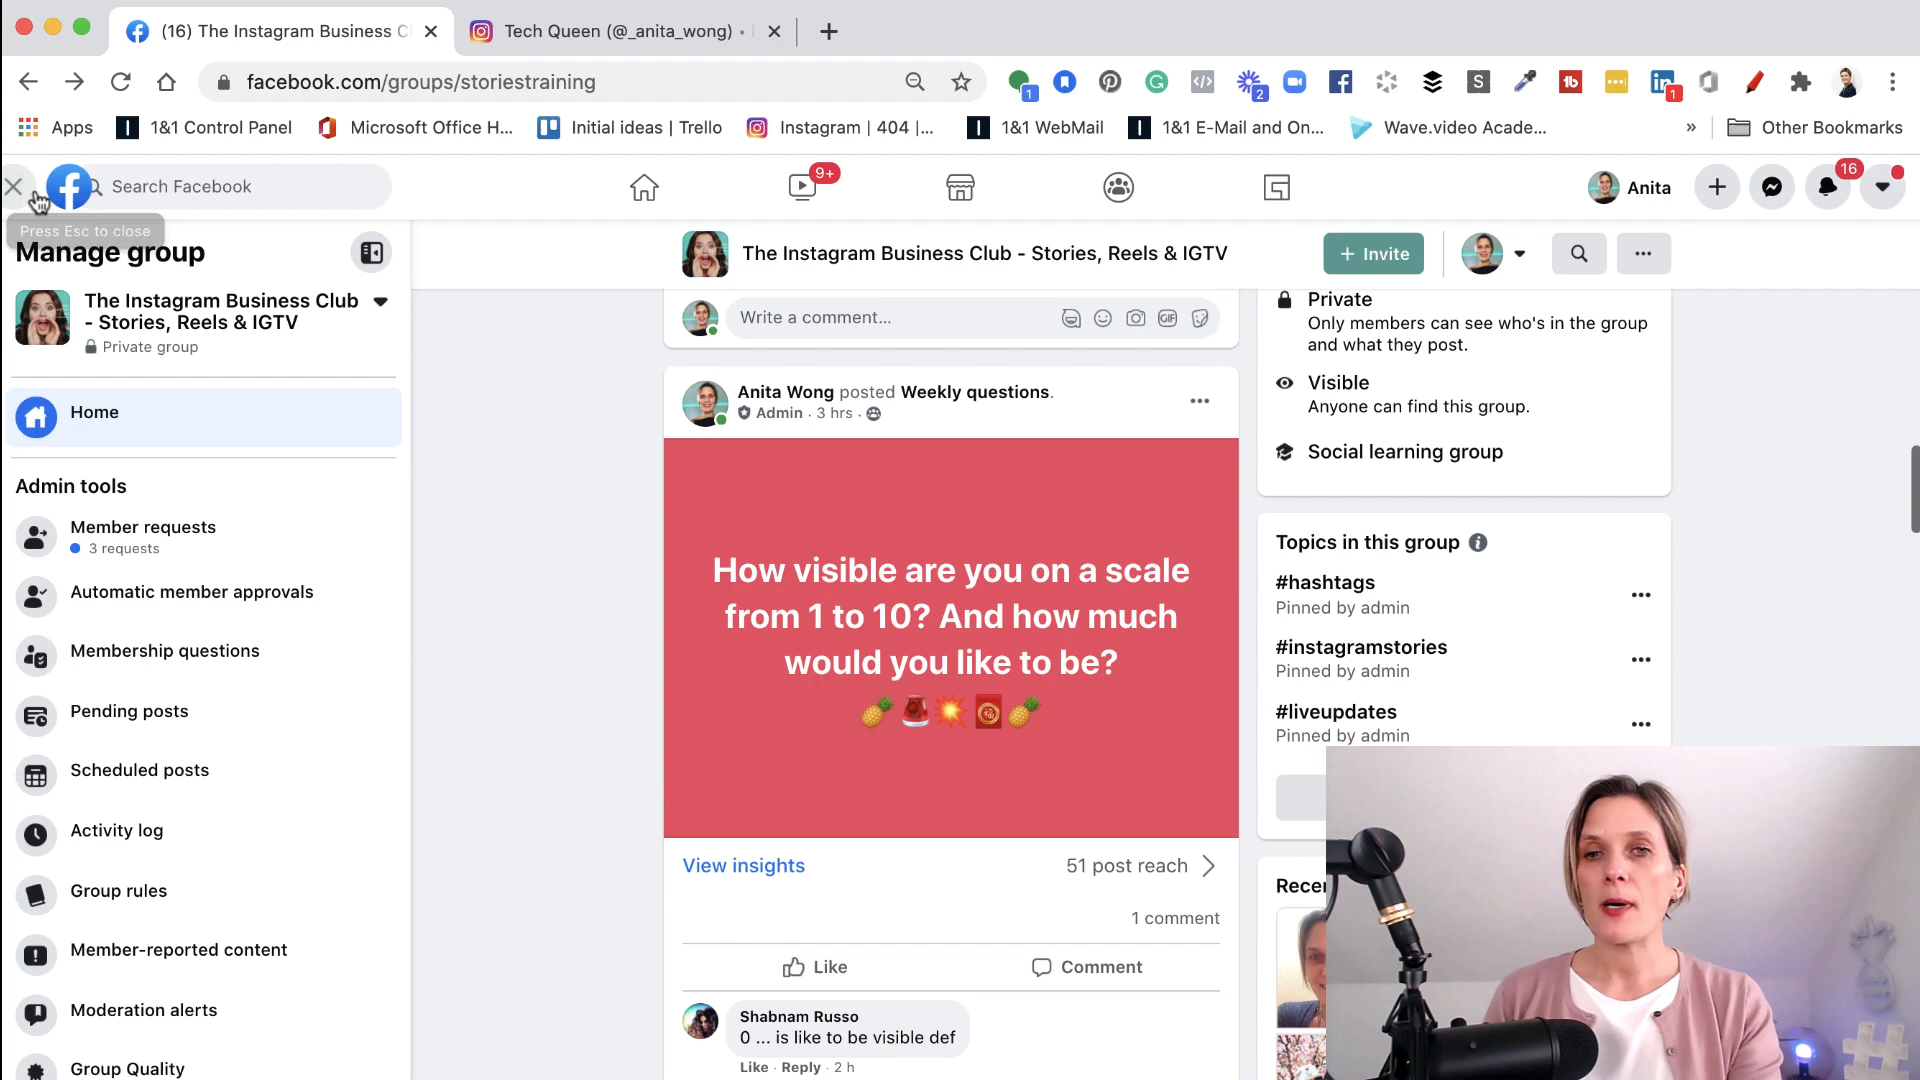 (16) The Instagram Business Cl
Tech Queen (@_anita_wong) •
facebook.com/groups/storiestraining
1
2
S
1
Apps
1&1 Control Panel
Microsoft Office H...
Initial ideas | Trello
Instagram | 404 |...
1&1 WebMail
1&1 E-Mail and On...
Wave.video Acade...
»
Other Bookmarks
Search Facebook
9+
Anita
16
Press Esc to close
Manage group
The Instagram Business Club
- Stories, Reels & IGTV
Private group
Home
Admin tools
Member requests
3 requests
Automatic member approvals
Membership questions
Pending posts
Scheduled posts
Activity log
Group rules
Member-reported content
Moderation alerts
Group Quality
The Instagram Business Club - Stories, Reels & IGTV
+ Invite
Write a comment...
GIF
Anita Wong posted Weekly questions.
Admin · 3 hrs ·
How visible are you on a scale
from 1 to 10? And how much
would you like to be?
View insights
51 post reach
1 comment
Like
Comment
Shabnam Russo
0 ... is like to be visible def
Like · Reply · 2 h
Private
Only members can see who's in the group
and what they post.
Visible
Anyone can find this group.
Social learning group
Topics in this group
#hashtags
Pinned by admin
#instagramstories
Pinned by admin
#liveupdates
Pinned by admin
Recen